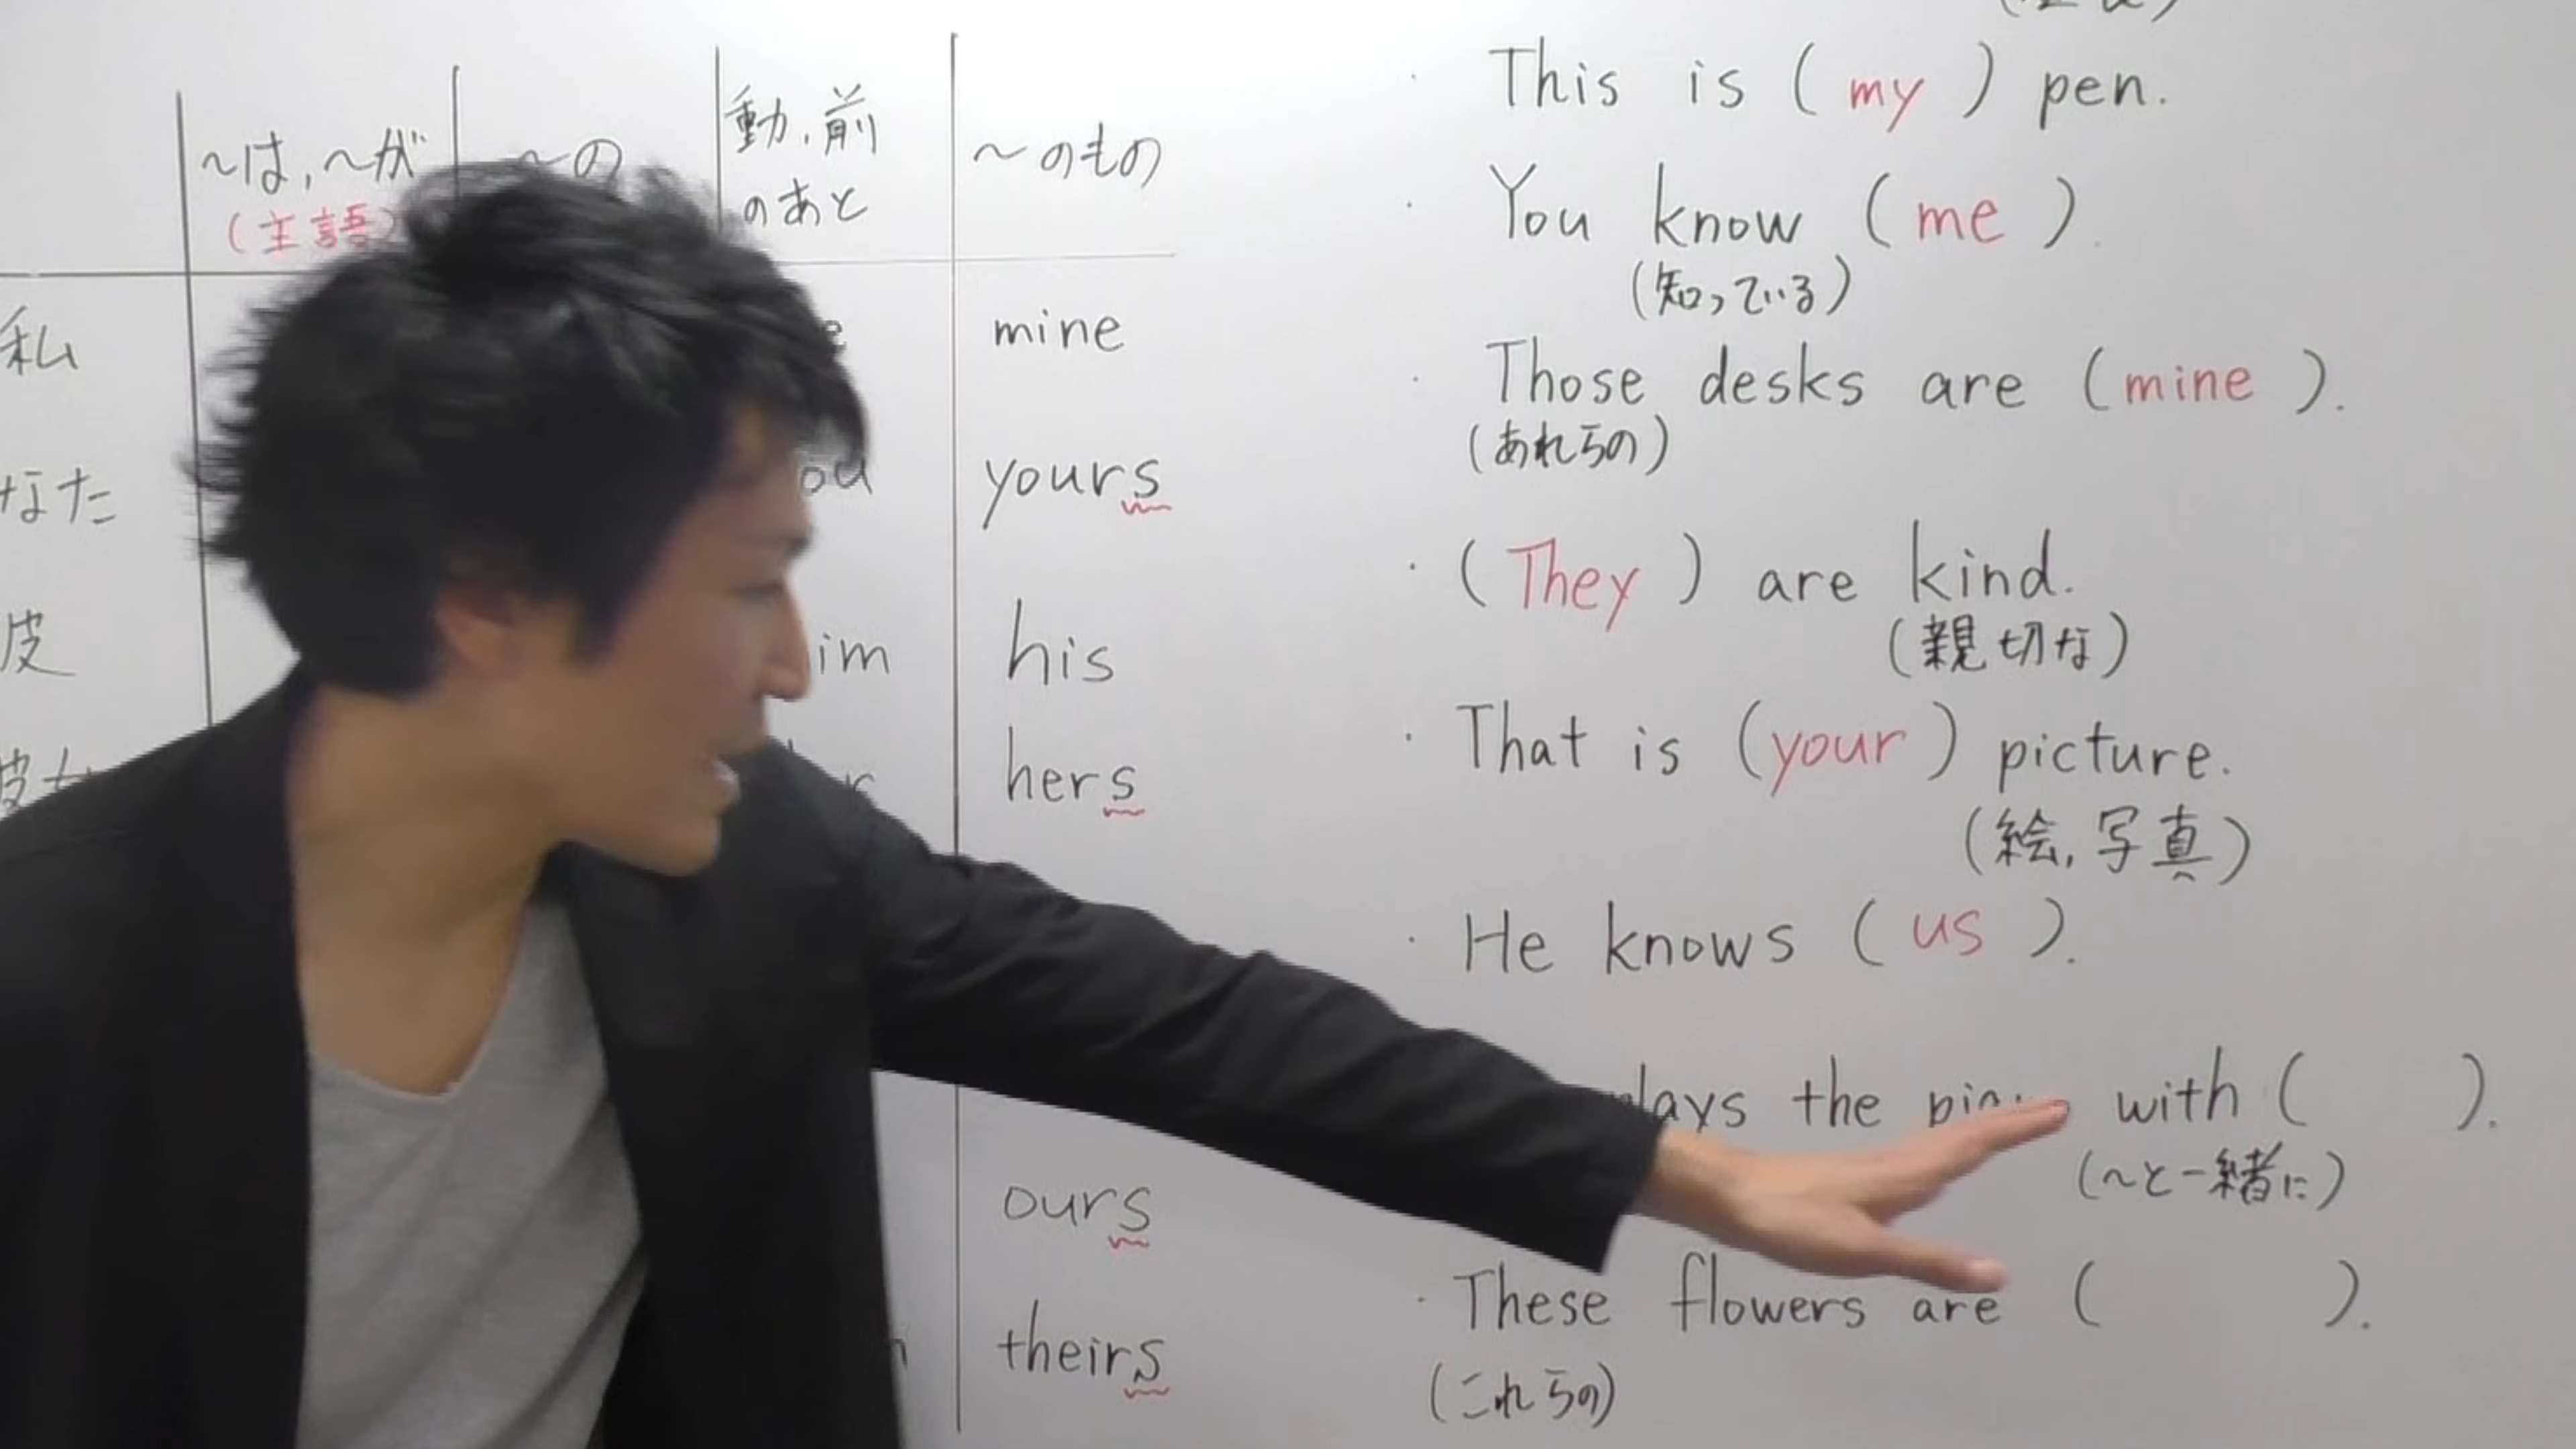 ~は,~が
(主語)
~の
動,前
のあと
~のもの
私
mine
なた
yours
his
hers
ours
theirs
This is ( my ) pen.
You know ( me ).
(知っている)
Those desks are ( mine ).
(あれらの)
( They ) are kind.
(親切な)
That is ( your ) picture.
(絵,写真)
He knows ( us ).
the with ( ).
(~と一緒に)
These flowers are ( ).
(これらの)